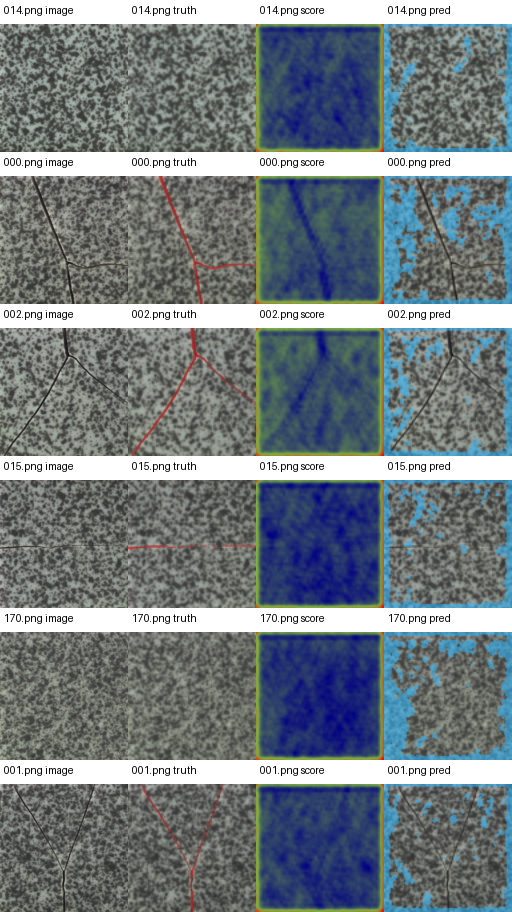 014.png image 014.png truth 014.png score 014.png pred
000.png image 000.png truth 000.png score 000.png pred
002.png image 002.png truth 002.png score 002.png pred
015.png image 015.png truth 015.png score 015.png pred
170.png image 170.png truth 170.png score 170.png pred
001.png image 001.png truth 001.png score 001.png pred